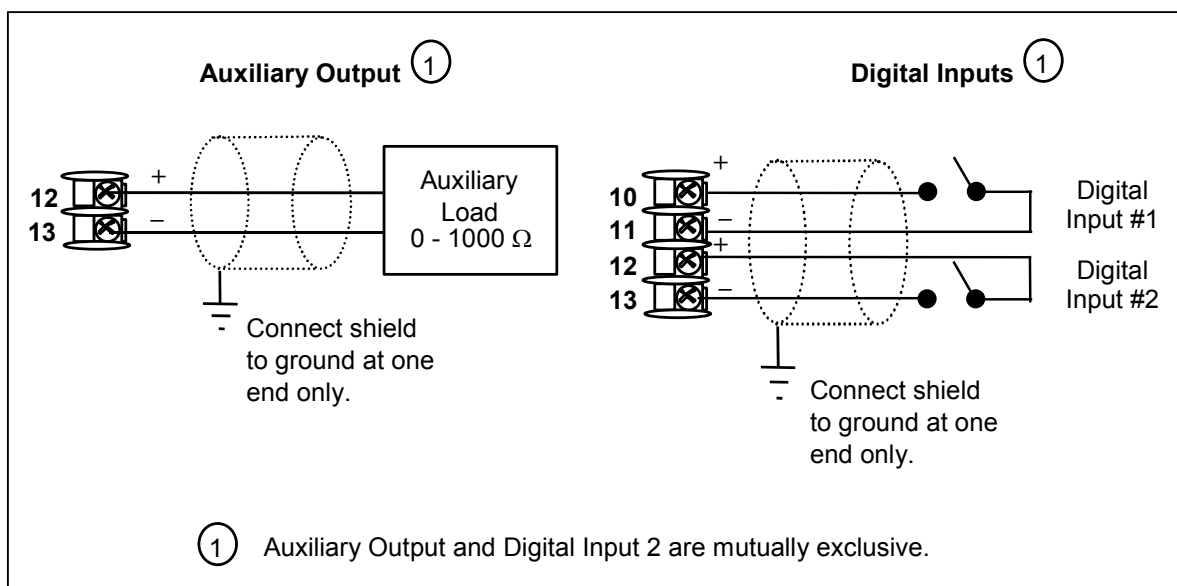 Auxiliary Output 1
12
13
+
−
Auxiliary
Load
0 - 1000 Ω
Connect shield
to ground at one
end only.
Digital Inputs 1
10
11
12
13
+
−
+
−
Digital
Input #1
Digital
Input #2
Connect shield
to ground at one
end only.
1 Auxiliary Output and Digital Input 2 are mutually exclusive.